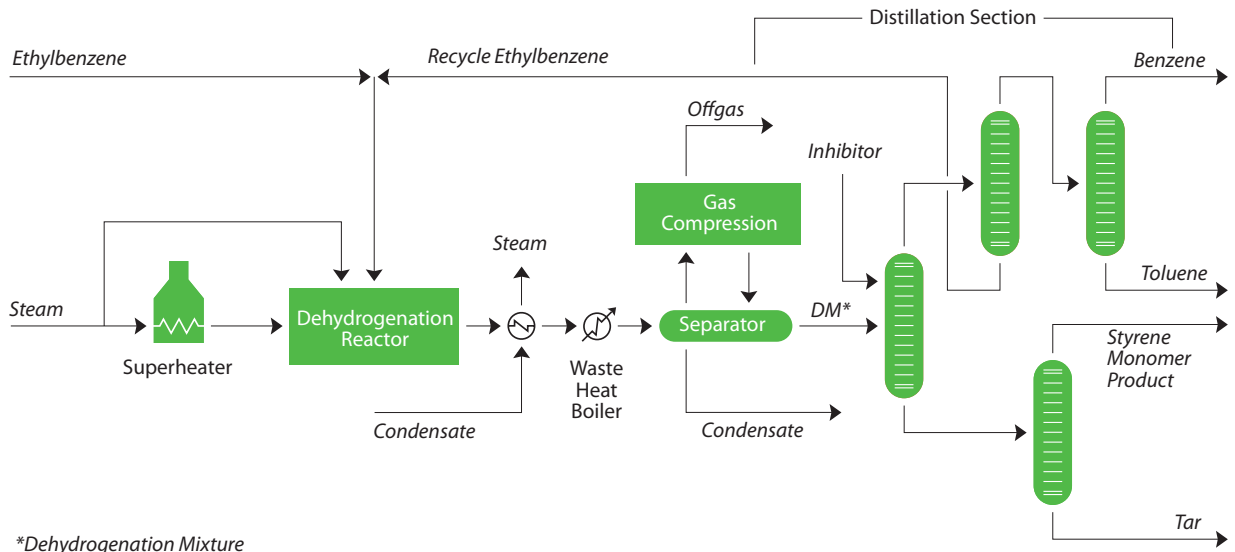 Distillation Section
Ethylbenzene
Recycle Ethylbenzene
Benzene
Offgas
Inhibitor
Gas
Compression
Steam
Toluene
Steam
Dehydrogenation
Reactor
Separator
DM*
Superheater
Waste
Heat
Boiler
Styrene
Monomer
Product
Condensate
Condensate
Tar
*Dehydrogenation Mixture